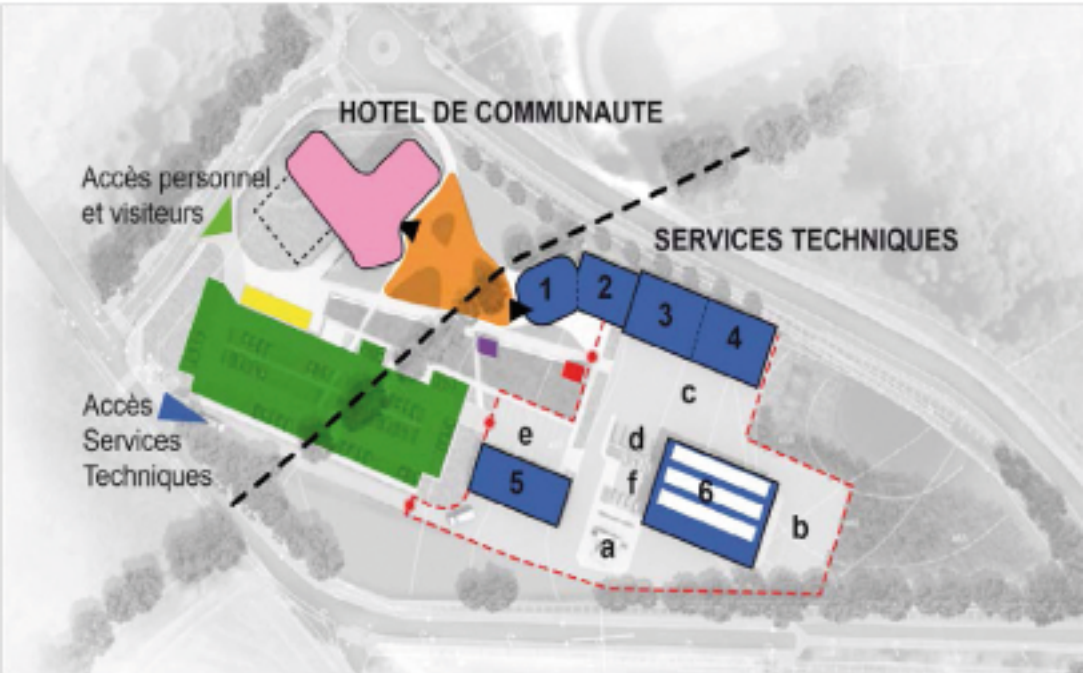 HOTEL DE COMMUNAUTE
Accès personnel
et visiteurs
SERVICES TECHNIQUES
1
2
3
4
c
Accès
Services
Techniques
e
d
5
f
6
b
a